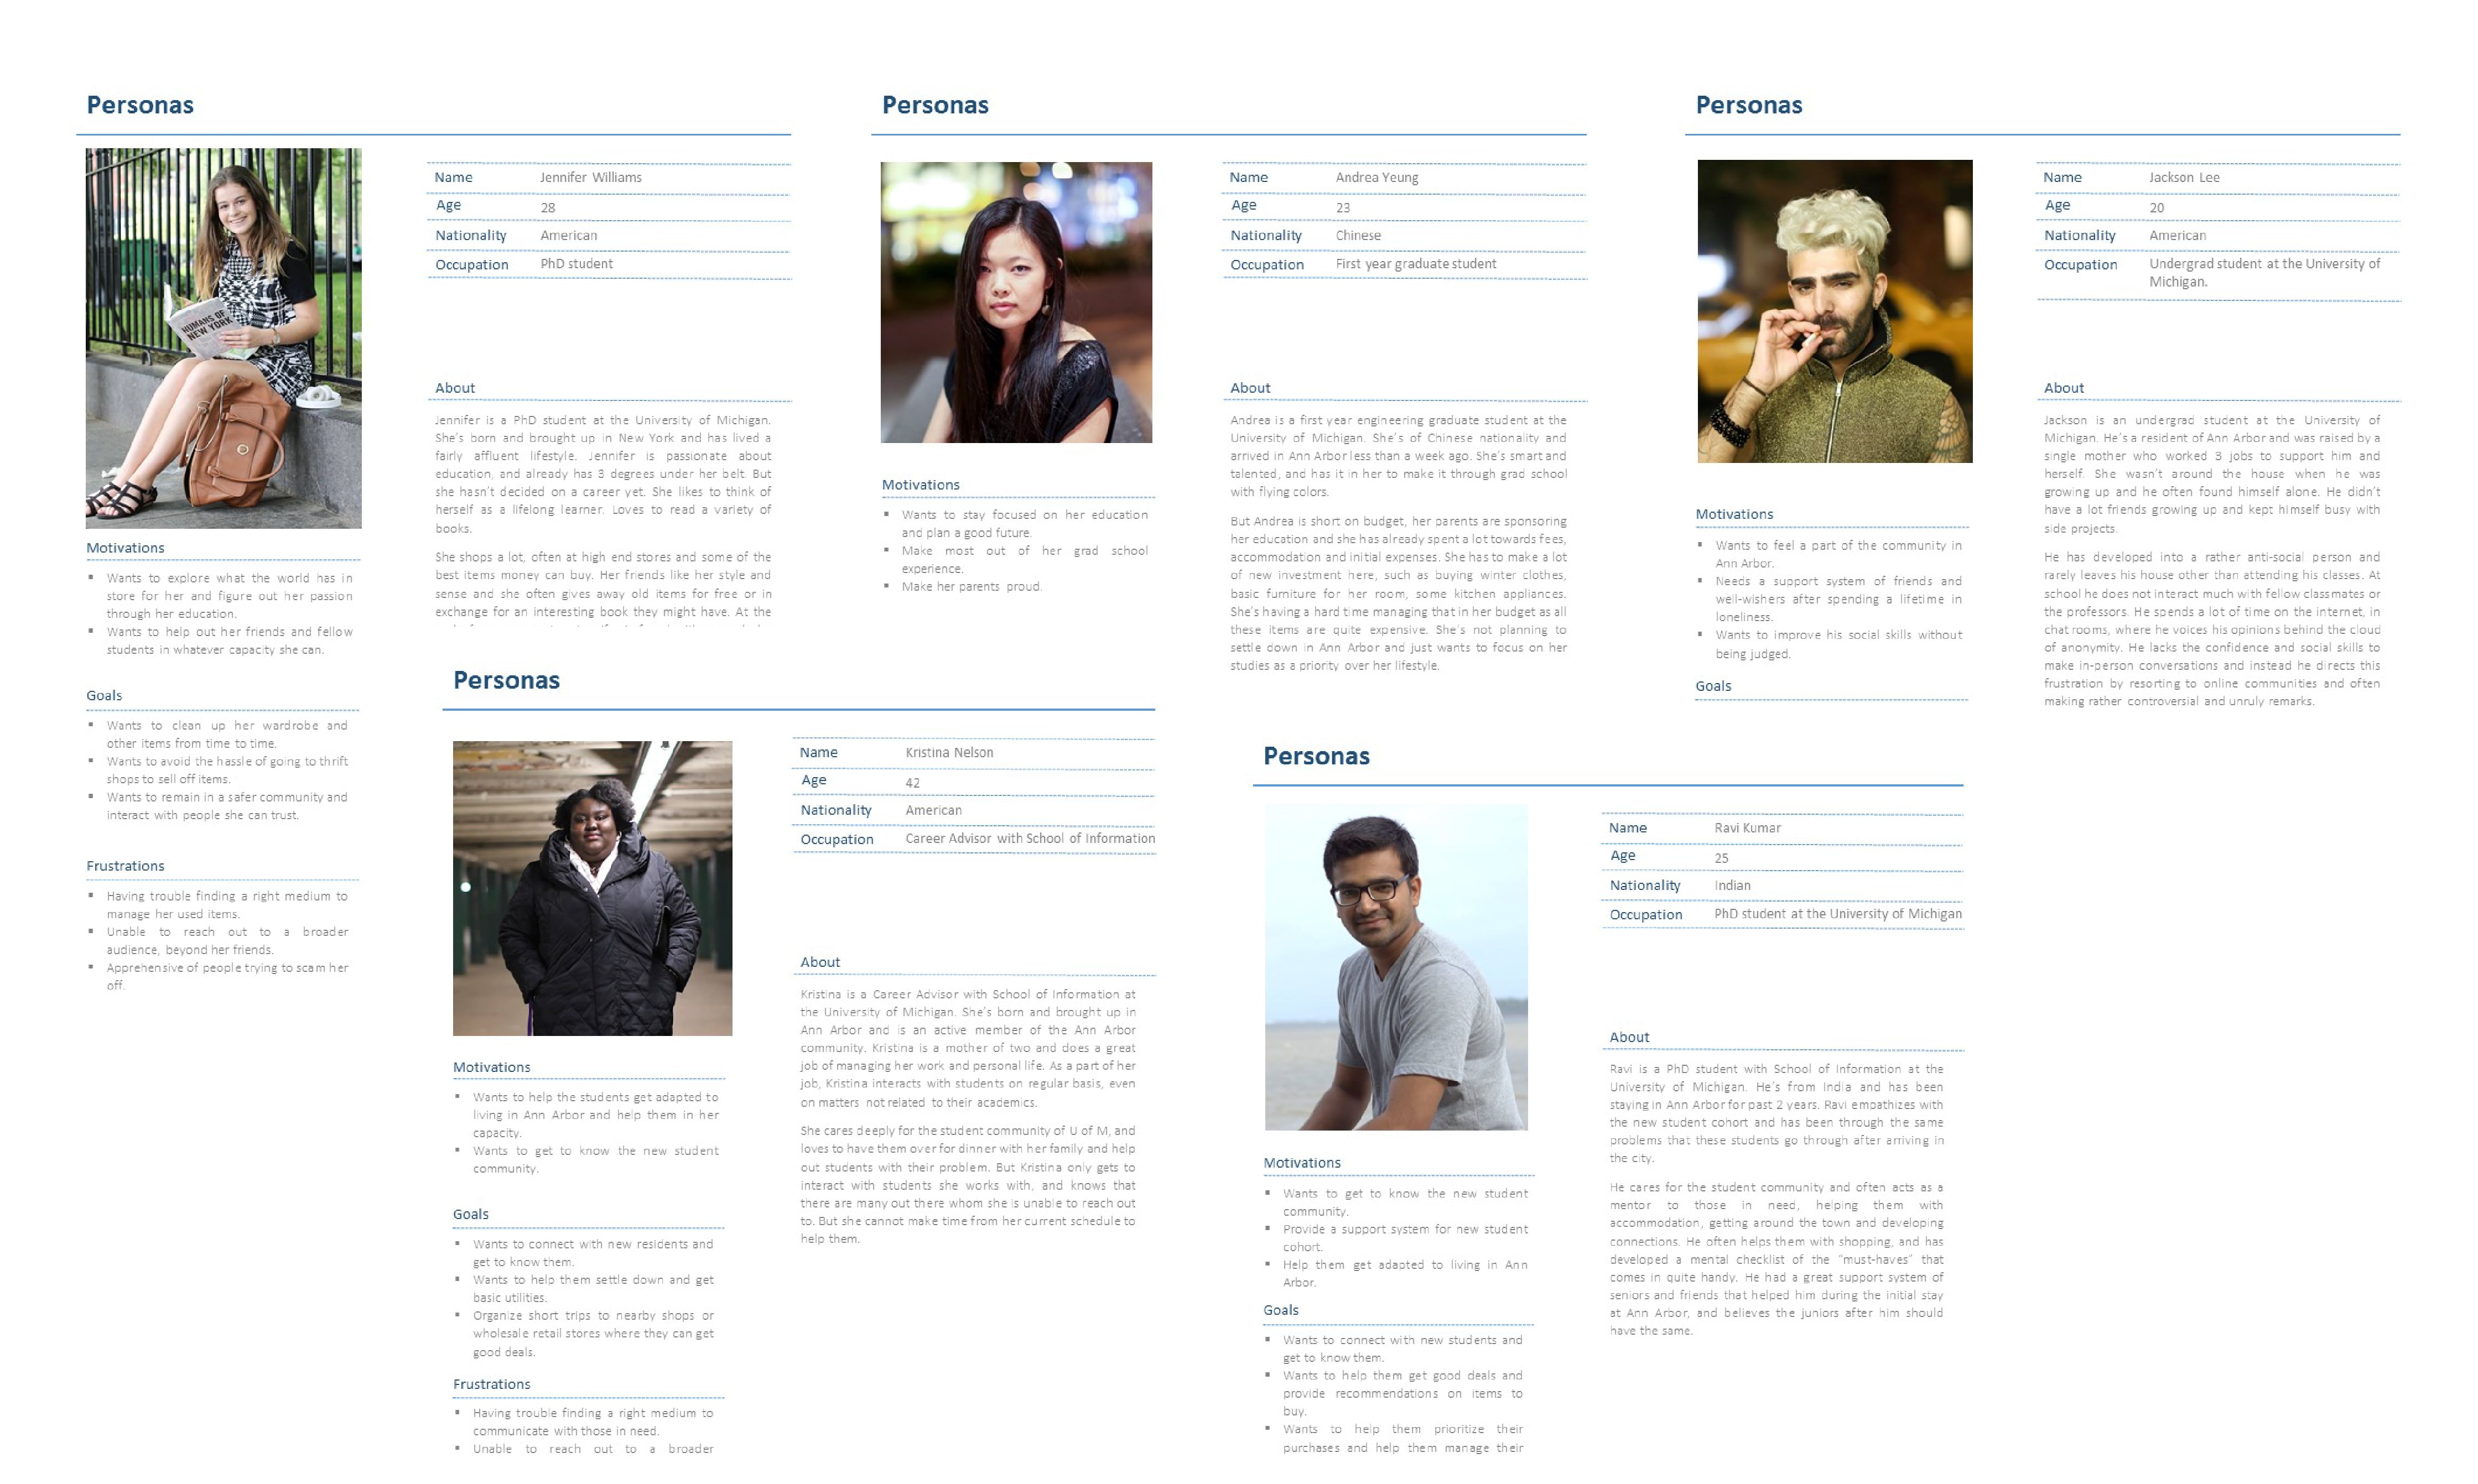 Personas
Name Jennifer Williams
Age 28
Nationality American
Occupation PhD student
About
Jennifer is a PhD student at the University of Michigan.
She's born and brought up in New York and has lived a
fairly affluent lifestyle. Jennifer is passionate about
education, and already has 3 degrees under her belt. But
she hasn't decided on a career yet. She likes to think of
herself as a lifelong learner. Loves to read a variety of
books.
She shops a lot, often at high end stores and some of the
best items money can buy. Her friends like her style and
sense and she often gives away old items for free or in
exchange for an interesting book they might have. At the
HUMANS OF
NEW YORK
Motivations
▪ Wants to explore what the world has in
store for her and figure out her passion
through her education.
▪ Wants to help out her friends and fellow
students in whatever capacity she can.
Goals
▪ Wants to clean up her wardrobe and
other items from time to time.
▪ Wants to avoid the hassle of going to thrift
shops to sell off items.
▪ Wants to remain in a safer community and
interact with people she can trust.
Frustrations
▪ Having trouble finding a right medium to
manage her used items.
▪ Unable to reach out to a broader
audience, beyond her friends.
▪ Apprehensive of people trying to scam her
off.
Personas
Name Andrea Yeung
Age 23
Nationality Chinese
Occupation First year graduate student
About
Andrea is a first year engineering graduate student at the
University of Michigan. She's of Chinese nationality and
arrived in Ann Arbor less than a week ago. She's smart and
talented, and has it in her to make it through grad school
with flying colors.
But Andrea is short on budget, her parents are sponsoring
her education and she has already spent a lot towards fees,
accommodation and initial expenses. She has to make a lot
of new investment here, such as buying winter clothes,
basic furniture for her room, some kitchen appliances.
She's having a hard time managing that in her budget as all
these items are quite expensive. She's not planning to
settle down in Ann Arbor and just wants to focus on her
studies as a priority over her lifestyle.
Motivations
▪ Wants to stay focused on her education
and plan a good future.
▪ Make most out of her grad school
experience.
▪ Make her parents proud.
Personas
Name Jackson Lee
Age 20
Nationality American
Occupation Undergrad student at the University of
Michigan.
About
Jackson is an undergrad student at the University of
Michigan. He's a resident of Ann Arbor and was raised by a
single mother who worked 3 jobs to support him and
herself. She wasn't around the house when he was
growing up and he often found himself alone. He didn't
have a lot friends growing up and kept himself busy with
side projects.
He has developed into a rather anti-social person and
rarely leaves his house other than attending his classes. At
school he does not interact much with fellow classmates or
the professors. He spends a lot of time on the internet, in
chat rooms, where he voices his opinions behind the cloud
of anonymity. He lacks the confidence and social skills to
make in-person conversations and instead he directs this
frustration by resorting to online communities and often
making rather controversial and unruly remarks.
Motivations
▪ Wants to feel a part of the community in
Ann Arbor.
▪ Needs a support system of friends and
well-wishers after spending a lifetime in
loneliness.
▪ Wants to improve his social skills without
being judged.
Goals
Personas
Name Kristina Nelson
Age 42
Nationality American
Occupation Career Advisor with School of Information
About
Kristina is a Career Advisor with School of Information at
the University of Michigan. She's born and brought up in
Ann Arbor and is an active member of the Ann Arbor
community. Kristina is a mother of two and does a great
job of managing her work and personal life. As a part of her
job, Kristina interacts with students on regular basis, even
on matters not related to their academics.
She cares deeply for the student community of U of M, and
loves to have them over for dinner with her family and help
out students with their problem. But Kristina only gets to
interact with students she works with, and knows that
there are many out there whom she is unable to reach out
to. But she cannot make time from her current schedule to
help them.
Motivations
▪ Wants to help the students get adapted to
living in Ann Arbor and help them in her
capacity.
▪ Wants to get to know the new student
community.
Goals
▪ Wants to connect with new residents and
get to know them.
▪ Wants to help them settle down and get
basic utilities.
▪ Organize short trips to nearby shops or
wholesale retail stores where they can get
good deals.
Frustrations
▪ Having trouble finding a right medium to
communicate with those in need.
▪ Unable to reach out to a broader
Personas
Name Ravi Kumar
Age 25
Nationality Indian
Occupation PhD student at the University of Michigan
About
Ravi is a PhD student with School of Information at the
University of Michigan. He's from India and has been
staying in Ann Arbor for past 2 years. Ravi empathizes with
the new student cohort and has been through the same
problems that these students go through after arriving in
the city.
He cares for the student community and often acts as a
mentor to those in need, helping them with
accommodation, getting around the town and developing
connections. He often helps them with shopping, and has
developed a mental checklist of the "must-haves" that
comes in quite handy. He had a great support system of
seniors and friends that helped him during the initial stay
at Ann Arbor, and believes the juniors after him should
have the same.
Motivations
▪ Wants to get to know the new student
community.
▪ Provide a support system for new student
cohort.
▪ Help them get adapted to living in Ann
Arbor.
Goals
▪ Wants to connect with new students and
get to know them.
▪ Wants to help them get good deals and
provide recommendations on items to
buy.
▪ Wants to help them prioritize their
purchases and help them manage their